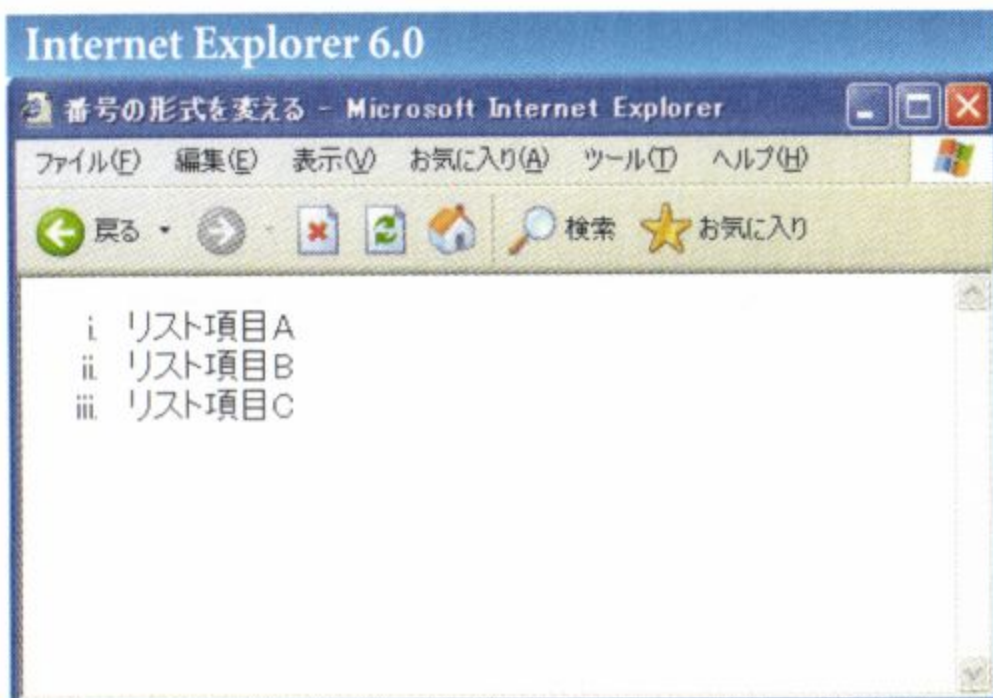 Internet Explorer 6.0
番号の形式を変える - Microsoft Internet Explorer
ファイル(F) 編集(E) 表示(V) お気に入り(A) ツール(T) ヘルプ(H)
戻る 検索 お気に入り
i. リスト項目A
ii. リスト項目B
iii. リスト項目C